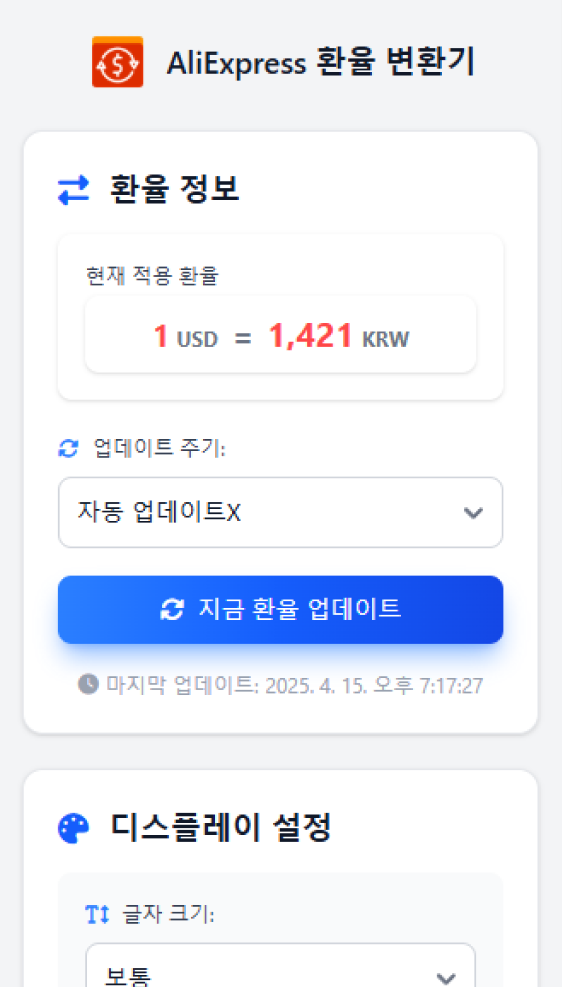 AliExpress 환율 변환기
환율 정보
현재 적용 환율
1 USD = 1,421 KRW
업데이트 주기:
자동 업데이트X
지금 환율 업데이트
마지막 업데이트: 2025. 4. 15. 오후 7:17:27
디스플레이 설정
글자 크기:
보통